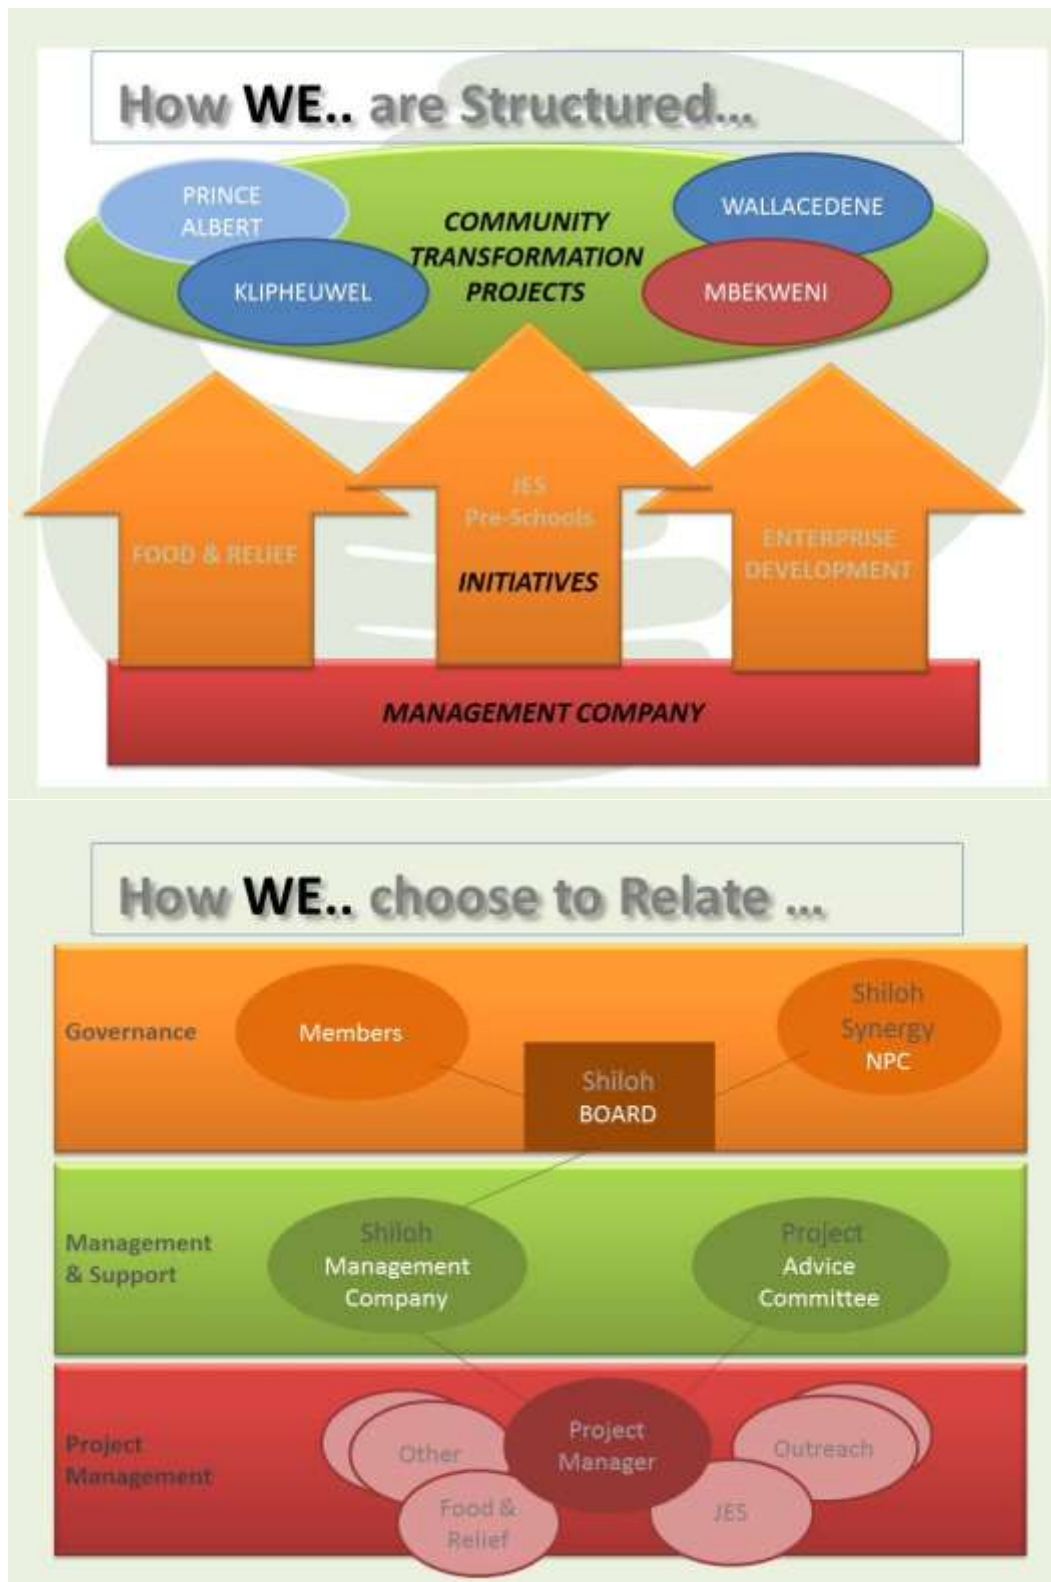 How WE.. are Structured...
PRINCE
ALBERT
KLIPHEUWEL
COMMUNITY
TRANSFORMATION
PROJECTS
WALLACEDENE
MBEKWENI
FOOD & RELIEF
JES
Pre-Schools
INITIATIVES
ENTERPRISE
DEVELOPMENT
MANAGEMENT COMPANY
How WE.. choose to Relate ...
Governance
Members
Shiloh
BOARD
Shiloh
Synergy
NPC
Management
& Support
Shiloh
Management
Company
Project
Advice
Committee
Project
Management
Other
Food &
Relief
Project
Manager
JES
Outreach